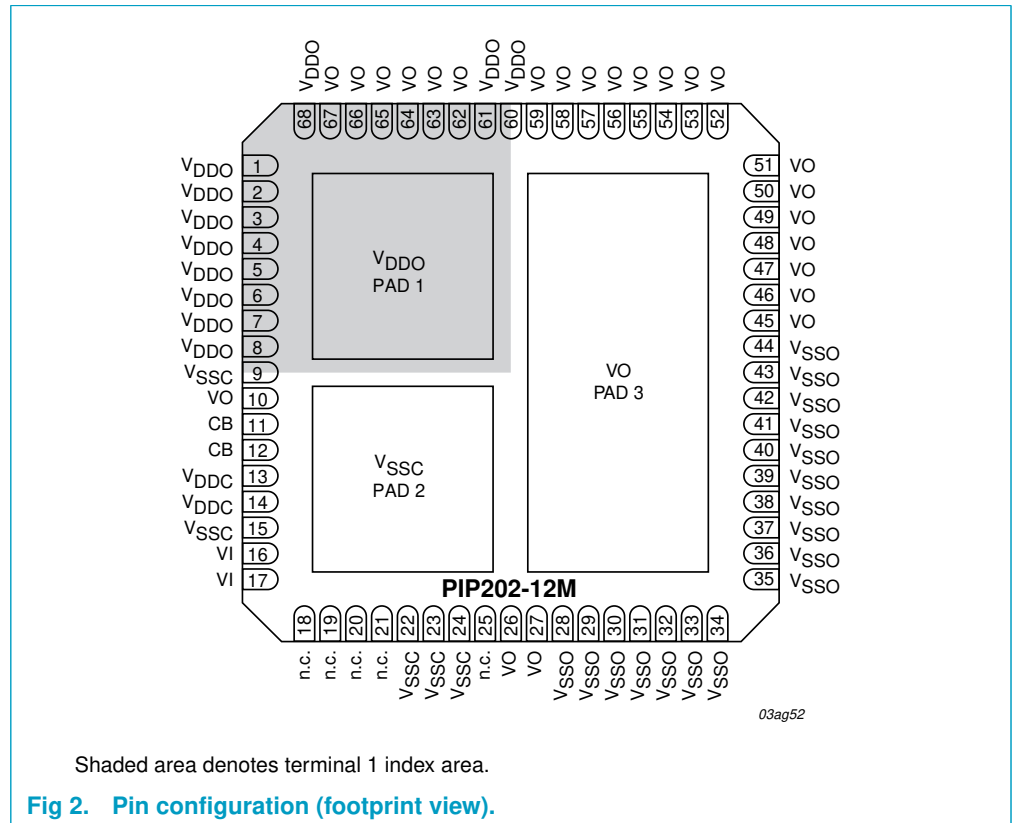 VDDO VO VO VO VO VO VO VDDO VDDO VO VO VO VO VO VO VO VO
68 67 66 65 64 63 62 61 60 59 58 57 56 55 54 53 52
VDDO 1
VDDO 2
VDDO 3
VDDO 4
VDDO 5
VDDO 6
VDDO 7
VDDO 8
VSSC 9
VO 10
CB 11
CB 12
VDDC 13
VDDC 14
VSSC 15
VI 16
VI 17
VDDO
PAD 1
VSSC
PAD 2
VO
PAD 3
51 VO
50 VO
49 VO
48 VO
47 VO
46 VO
45 VO
44 VSSO
43 VSSO
42 VSSO
41 VSSO
40 VSSO
39 VSSO
38 VSSO
37 VSSO
36 VSSO
35 VSSO
PIP202-12M
18 19 20 21 22 23 24 25 26 27 28 29 30 31 32 33 34
n.c. n.c. n.c. n.c. VSSC VSSC VSSC n.c. VO VO VSSO VSSO VSSO VSSO VSSO VSSO VSSO
03ag52
Shaded area denotes terminal 1 index area.
Fig 2. Pin configuration (footprint view).